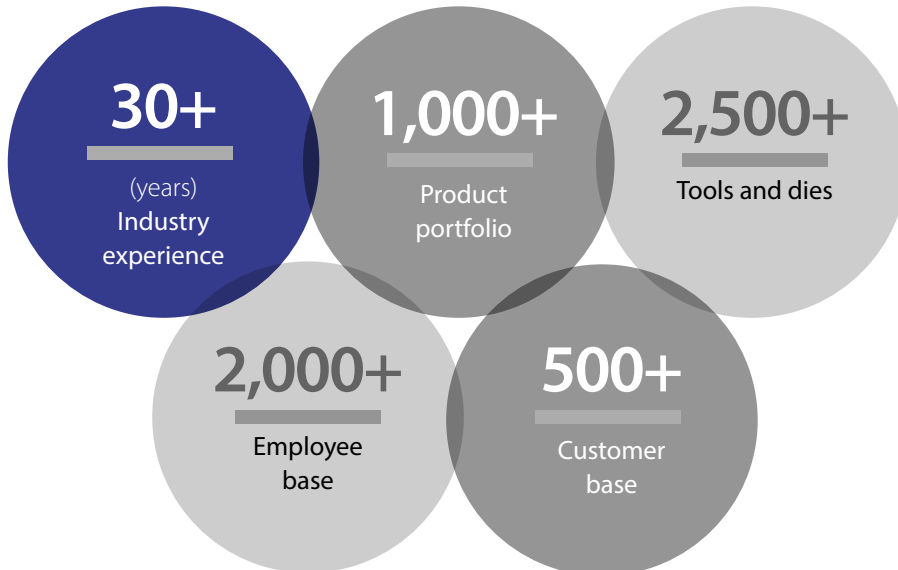 30+
(years)
Industry
experience
1,000+
Product
portfolio
2,500+
Tools and dies
2,000+
Employee
base
500+
Customer
base